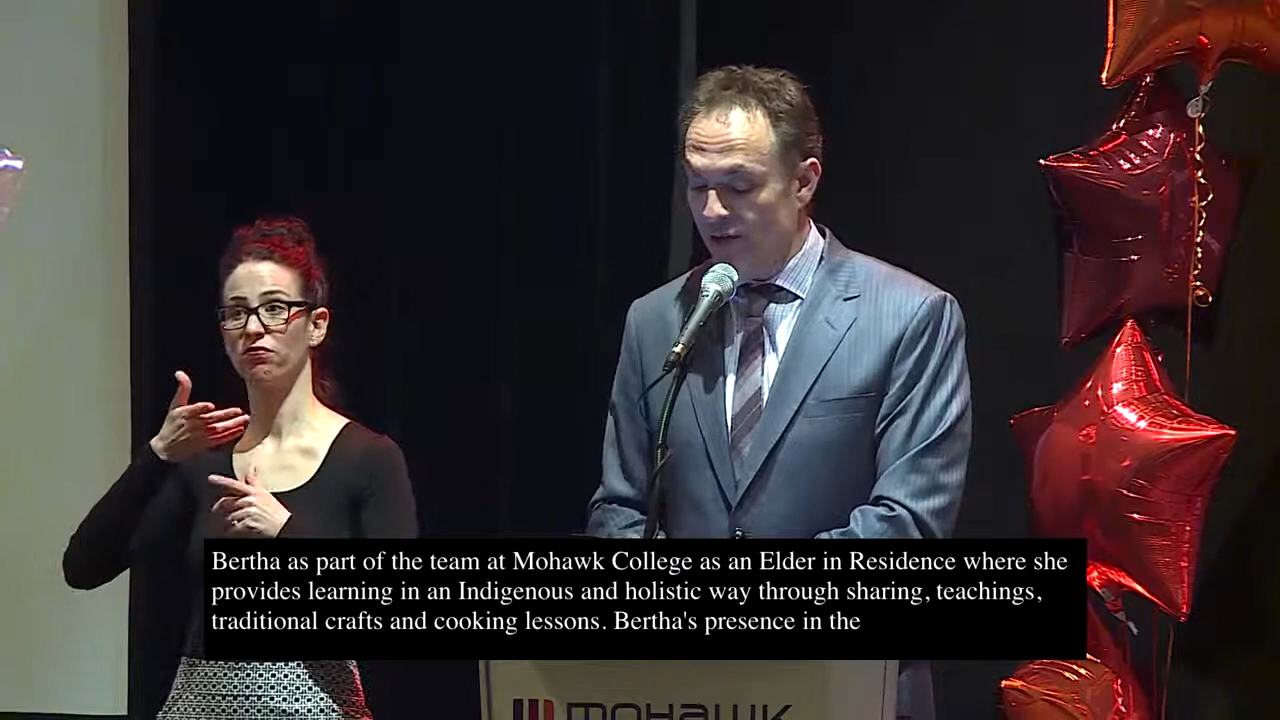 Bertha as part of the team at Mohawk College as an Elder in Residence where she
provides learning in an Indigenous and holistic way through sharing, teachings,
traditional crafts and cooking lessons. Bertha's presence in the
mohawk